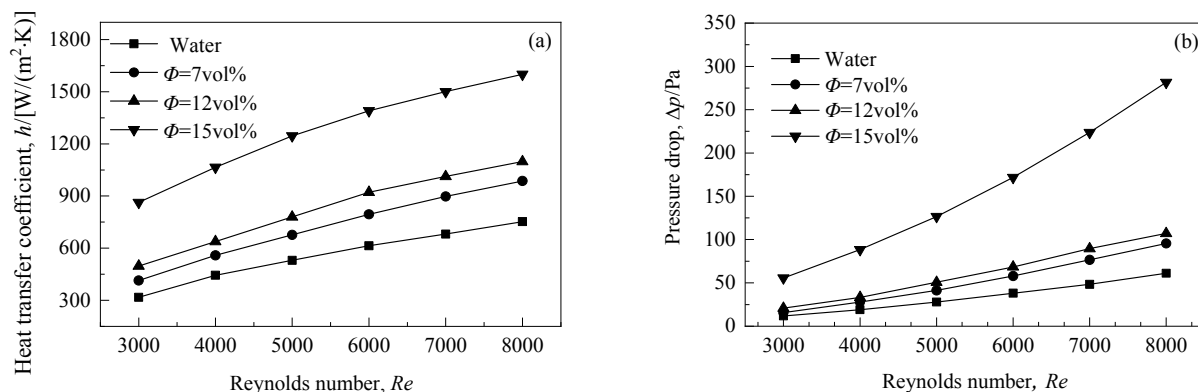 (a)
Water
Φ=7vol%
Φ=12vol%
Φ=15vol%
Heat transfer coefficient, h/[W/(m²·K)]
1800
1500
1200
900
600
300
3000 4000 5000 6000 7000 8000
Reynolds number, Re
(b)
Water
Φ=7vol%
Φ=12vol%
Φ=15vol%
Pressure drop, Δp/Pa
350
300
250
200
150
100
50
0
3000 4000 5000 6000 7000 8000
Reynolds number, Re